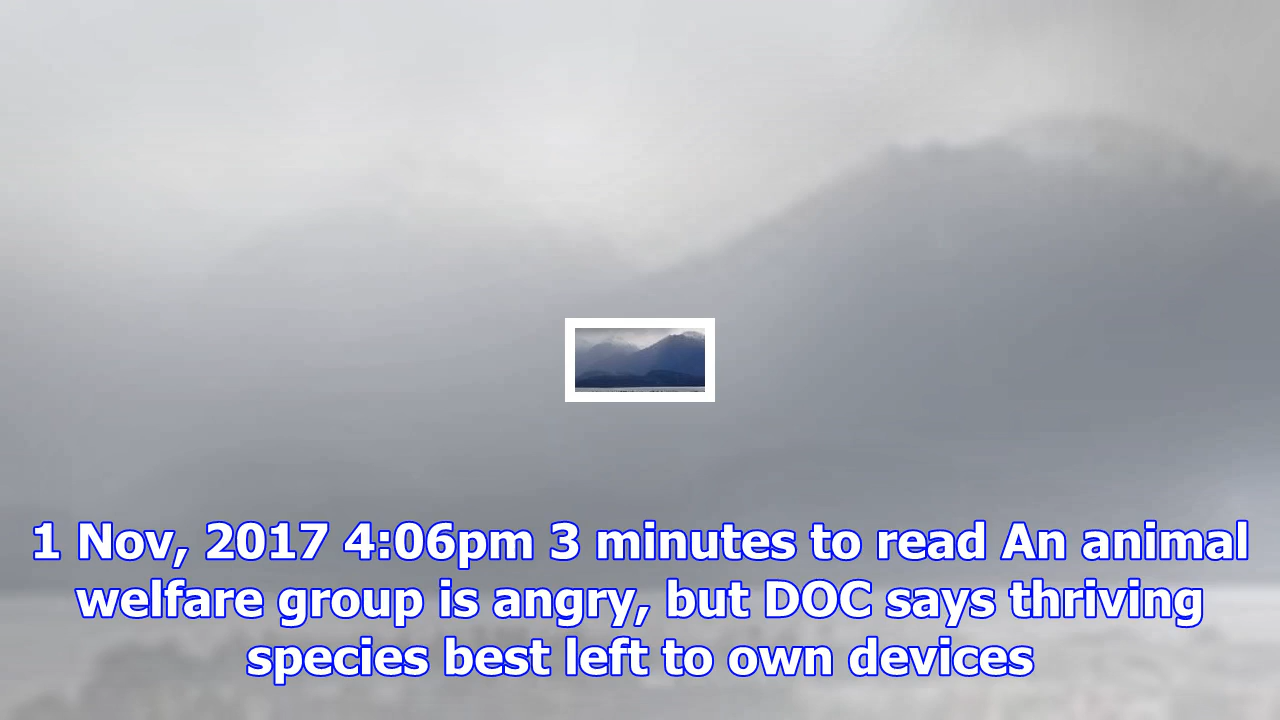 1 Nov, 2017 4:06pm 3 minutes to read An animal
welfare group is angry, but DOC says thriving
species best left to own devices